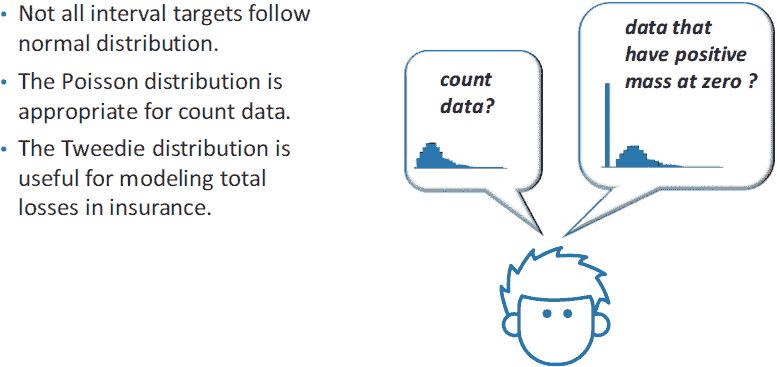 • Not all interval targets follow
normal distribution.
• The Poisson distribution is
appropriate for count data.
• The Tweedie distribution is
useful for modeling total
losses in insurance.
count
data?
data that
have positive
mass at zero ?